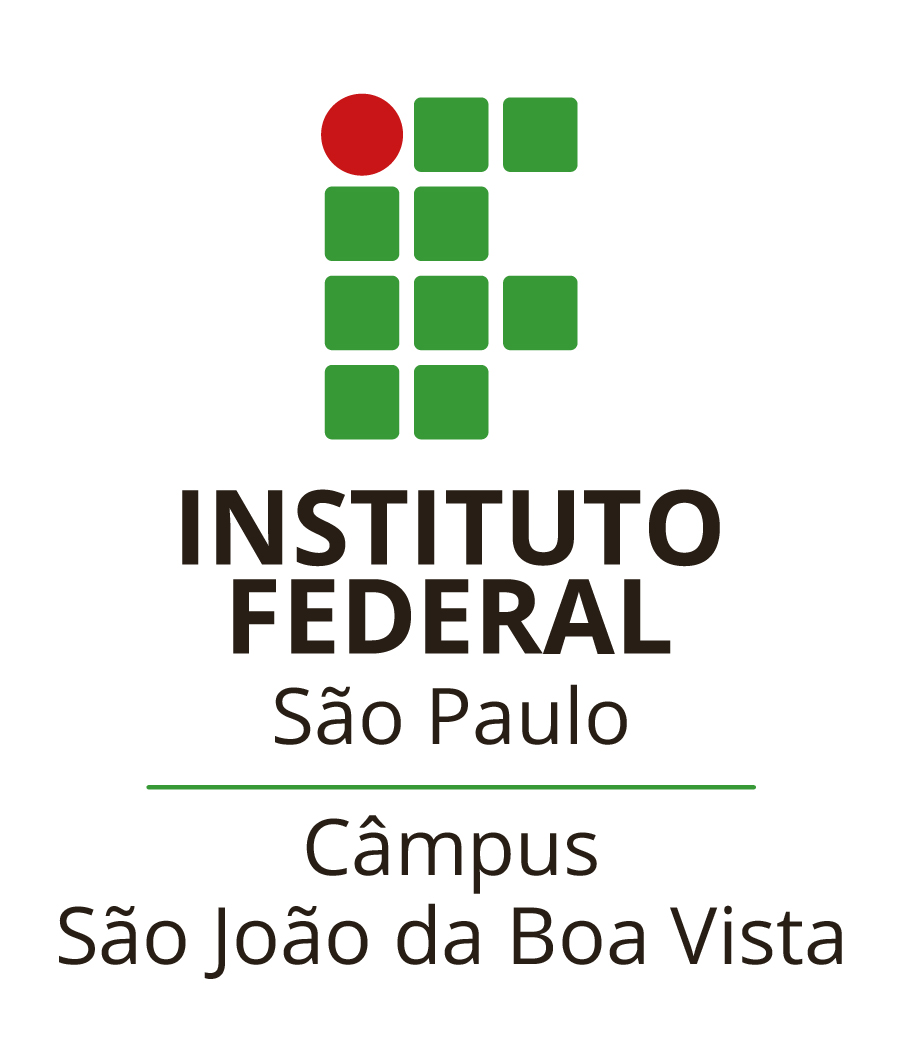 INSTITUTO
FEDERAL
São Paulo
Câmpus
São João da Boa Vista